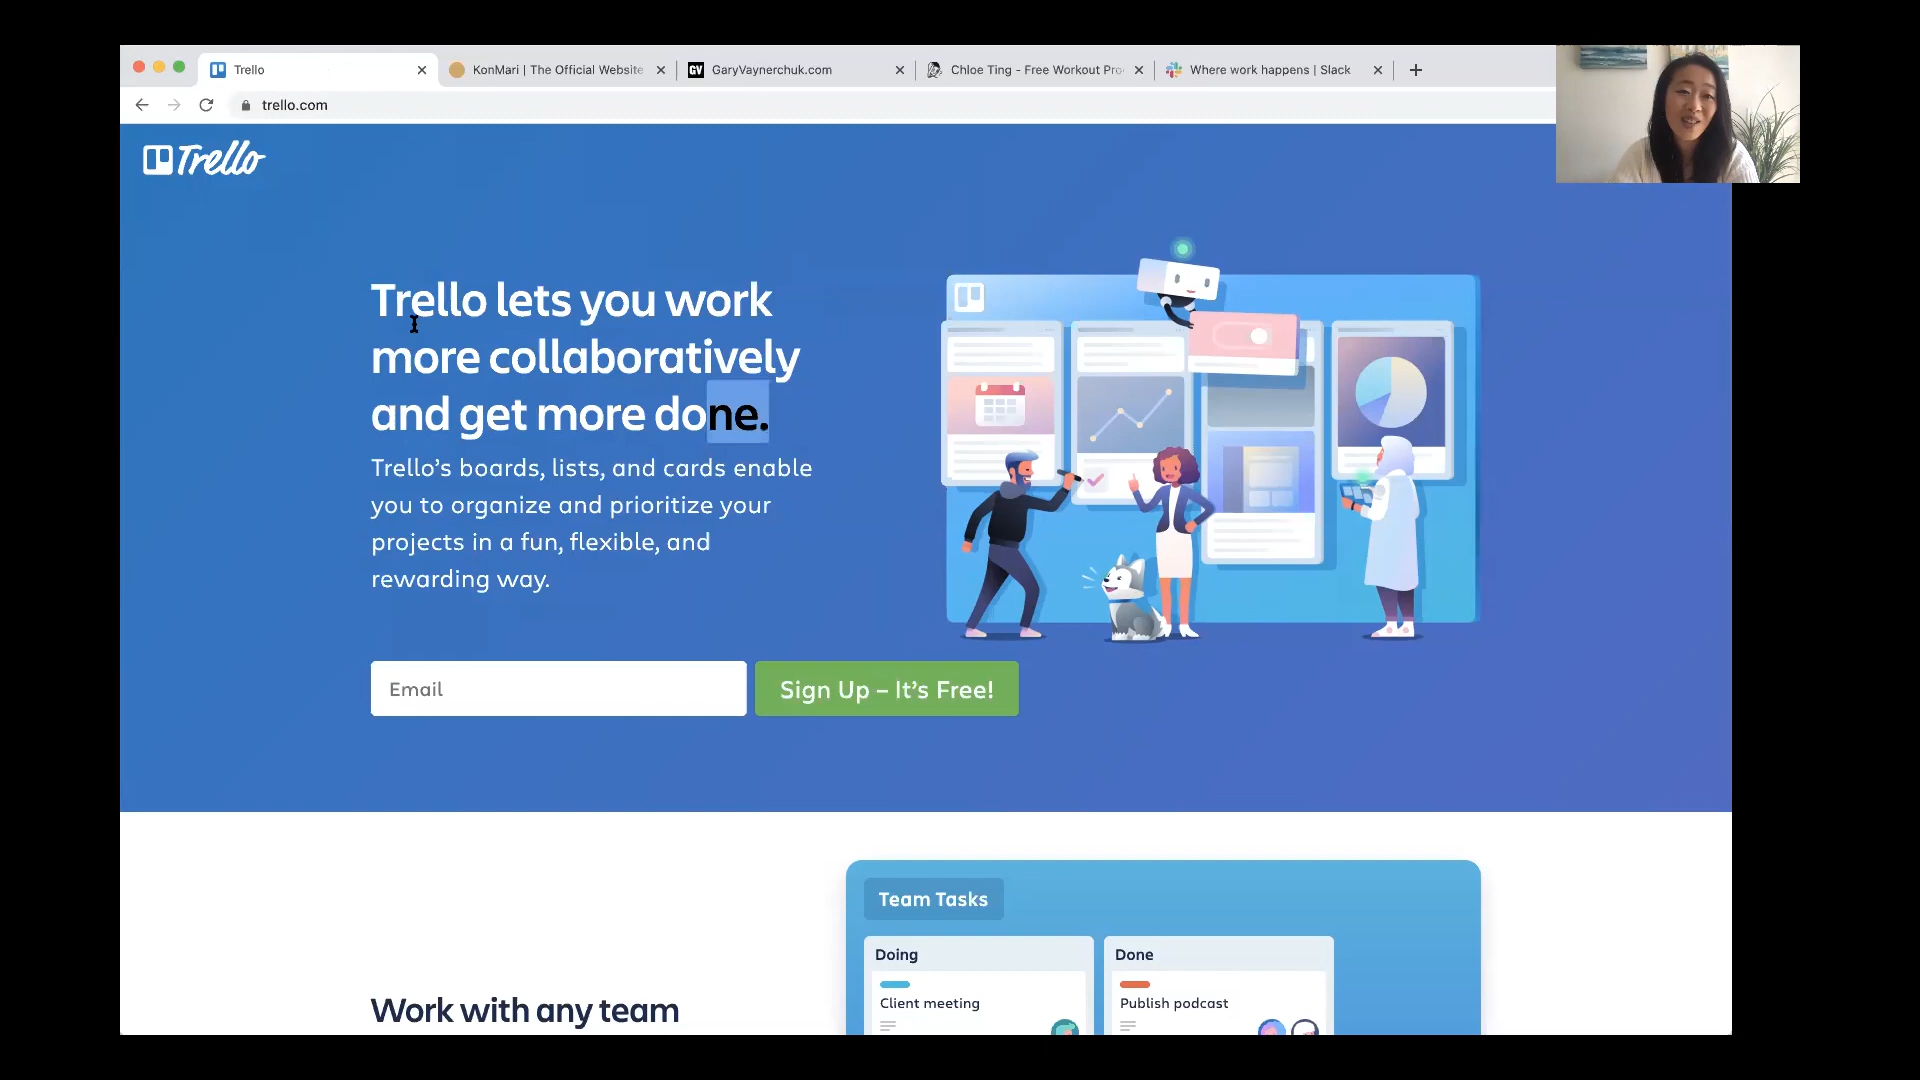 Trello
KonMari | The Official Website
GV
GaryVaynerchuk.com
Chloe Ting - Free Workout Pro
Where work happens | Slack
trello.com
Trello
Trello lets you work
more collaboratively
and get more done.
Trello’s boards, lists, and cards enable
you to organize and prioritize your
projects in a fun, flexible, and
rewarding way.
Email
Sign Up – It’s Free!
Team Tasks
Doing
Done
Client meeting
Publish podcast
Work with any team